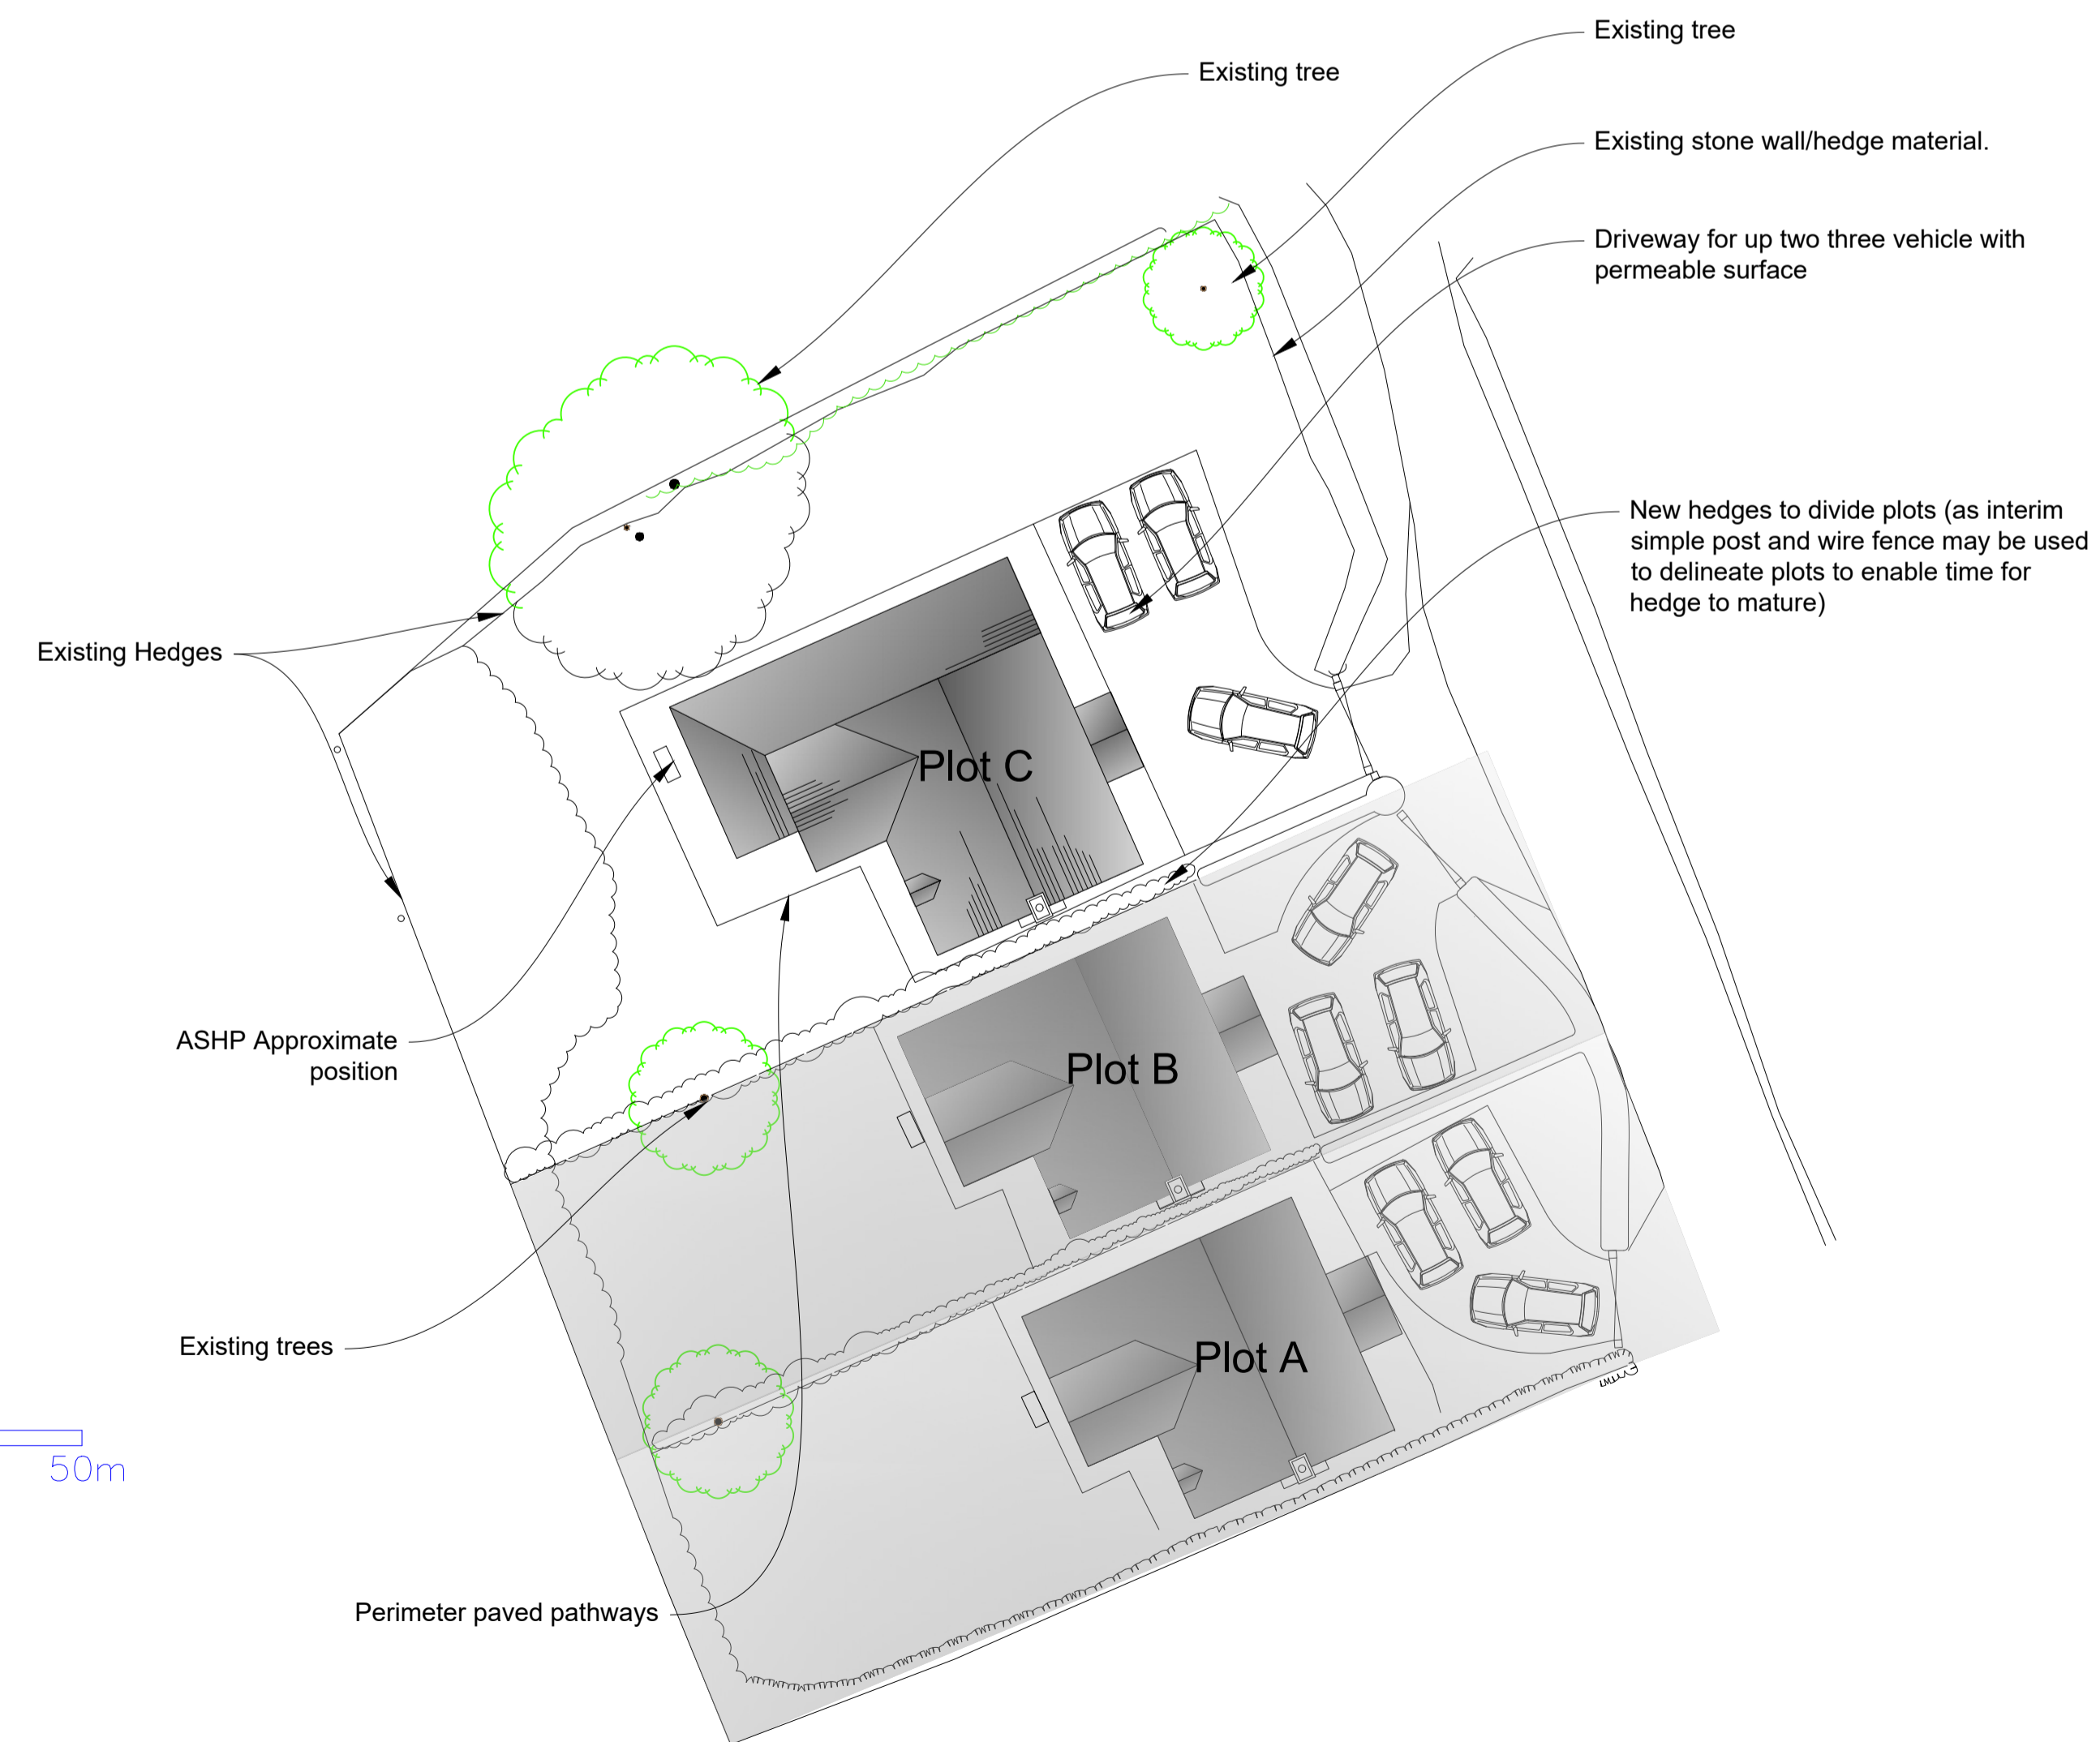 Existing tree
Existing tree
Existing stone wall/hedge material.
Driveway for up two three vehicle with
permeable surface
New hedges to divide plots (as interim
simple post and wire fence may be used
to delineate plots to enable time for
hedge to mature)
Existing Hedges
Plot C
ASHP Approximate
position
Plot B
Existing trees
Plot A
50m
Perimeter paved pathways